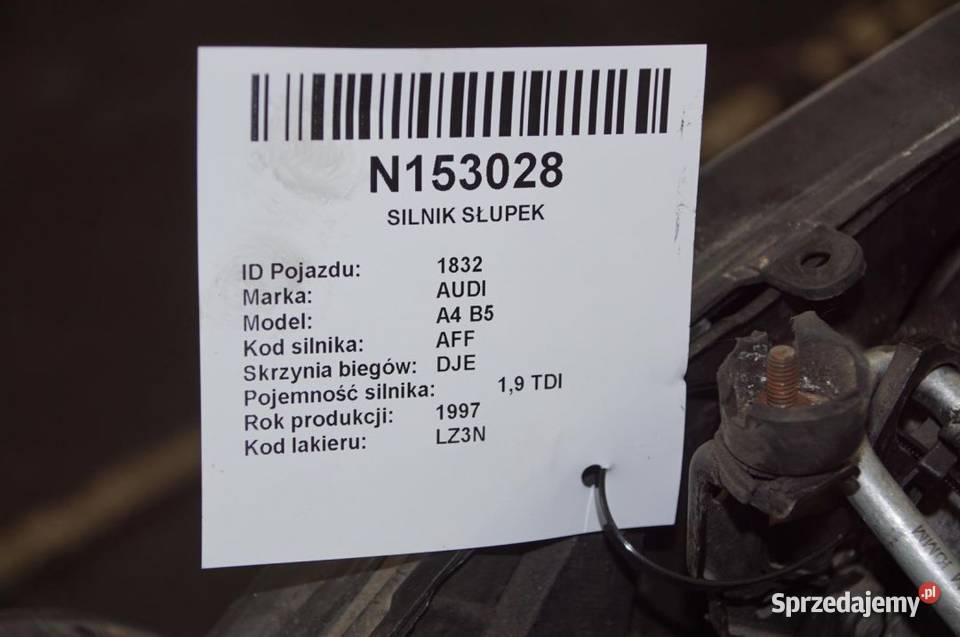 N153028
SILNIK SŁUPEK
ID Pojazdu: 1832
Marka: AUDI
Model: A4 B5
Kod silnika: AFF
Skrzynia biegów: DJE
Pojemność silnika: 1,9 TDI
Rok produkcji: 1997
Kod lakieru: LZ3N
Sprzedajemy.pl